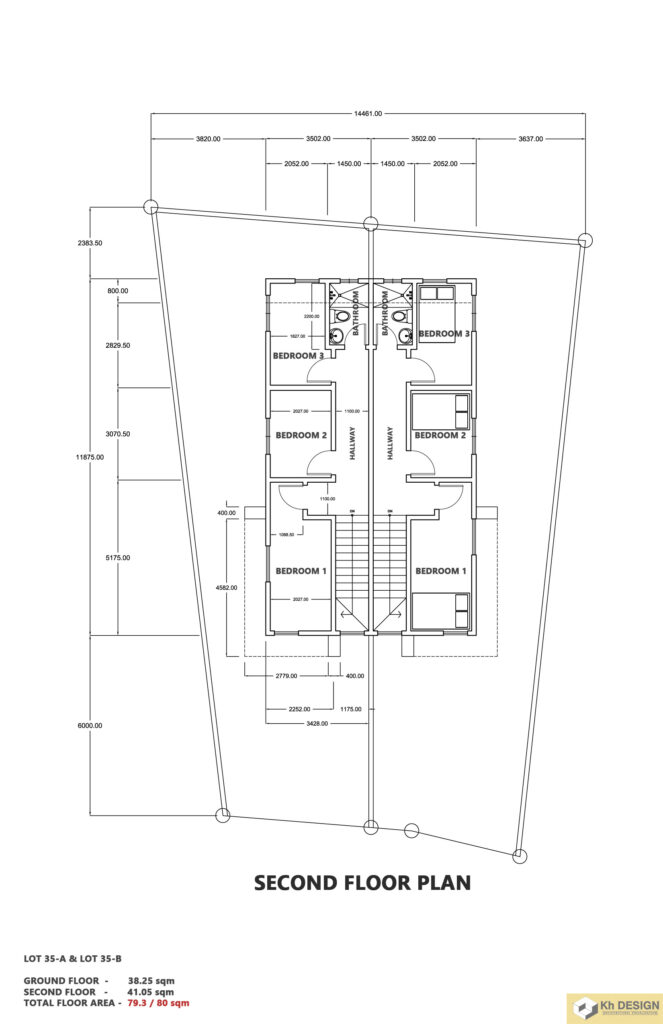 14461.00
3820.00 3502.00 3502.00 3637.00
2052.00 1450.00 1450.00 2052.00
2383.50
800.00
2829.50
3070.50
11875.00
5175.00
6000.00
BATHROOM BATHROOM
2200.00
1827.00
BEDROOM 3 BEDROOM 3
2027.00 1100.00
BEDROOM 2 BEDROOM 2
HALLWAY HALLWAY
1100.00
400.00
DN DN
1098.50
BEDROOM 1 BEDROOM 1
4582.00
2027.00
2779.00 400.00
2252.00 1175.00
3428.00
SECOND FLOOR PLAN
LOT 35-A & LOT 35-B
GROUND FLOOR - 38.25 sqm
SECOND FLOOR - 41.05 sqm
TOTAL FLOOR AREA - 79.3 / 80 sqm
Kh DESIGN